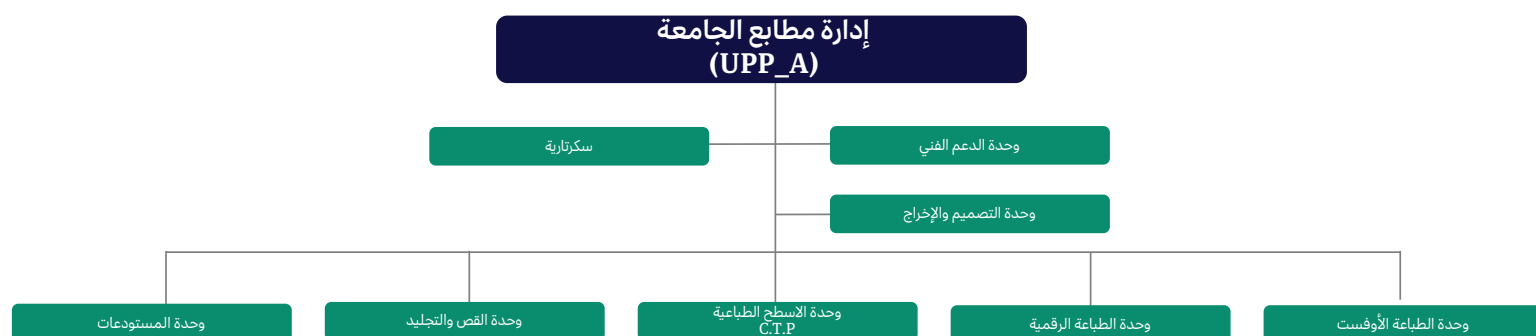 إدارة مطابع الجامعة
(UPP_A)
وحدة الدعم الفني
سكرتارية
وحدة التصميم والإخراج
وحدة الطباعة الأوفست
وحدة الطباعة الرقمية
وحدة الاسطح الطباعية
C.T.P
وحدة القص والتجليد
وحدة المستودعات